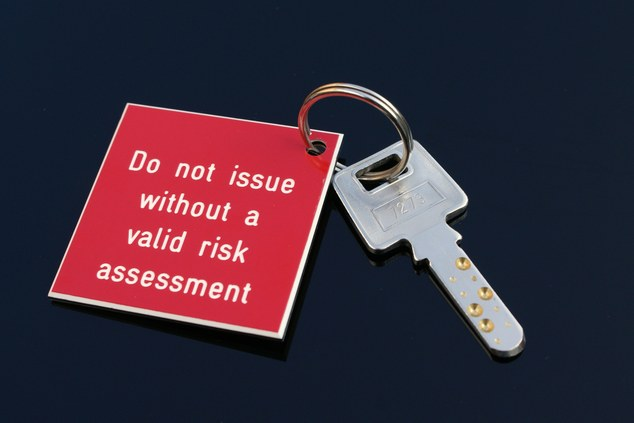 Do not issue
without a
valid risk
assessment